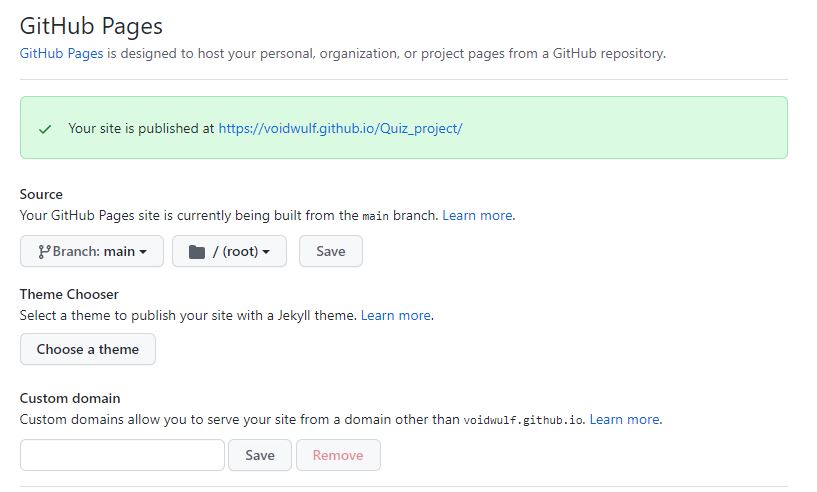 GitHub Pages
GitHub Pages is designed to host your personal, organization, or project pages from a GitHub repository.
Your site is published at https://voidwulf.github.io/Quiz_project/
Source
Your GitHub Pages site is currently being built from the main branch. Learn more.
Branch: main / (root) Save
Theme Chooser
Select a theme to publish your site with a Jekyll theme. Learn more.
Choose a theme
Custom domain
Custom domains allow you to serve your site from a domain other than voidwulf.github.io. Learn more.
Save Remove